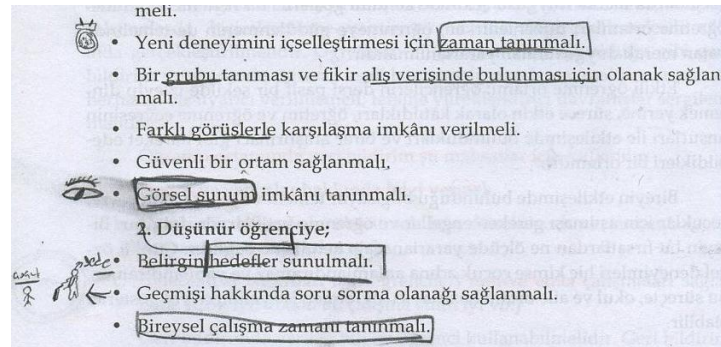 meli.
• Yeni deneyimini içselleştirmesi için zaman tanınmalı.
• Bir grubu tanıması ve fikir alış verişinde bulunması için olanak sağlan
malı.
• Farklı görüşlerle karşılaşma imkânı verilmeli.
• Güvenli bir ortam sağlanmalı,
• Görsel sunum imkânı tanınmalı.
2. Düşünür öğrenciye;
• Belirgin hedefler sunulmalı.
• Geçmişi hakkında soru sorma olanağı sağlanmalı.
• Bireysel çalışma zamanı tanınmalı.